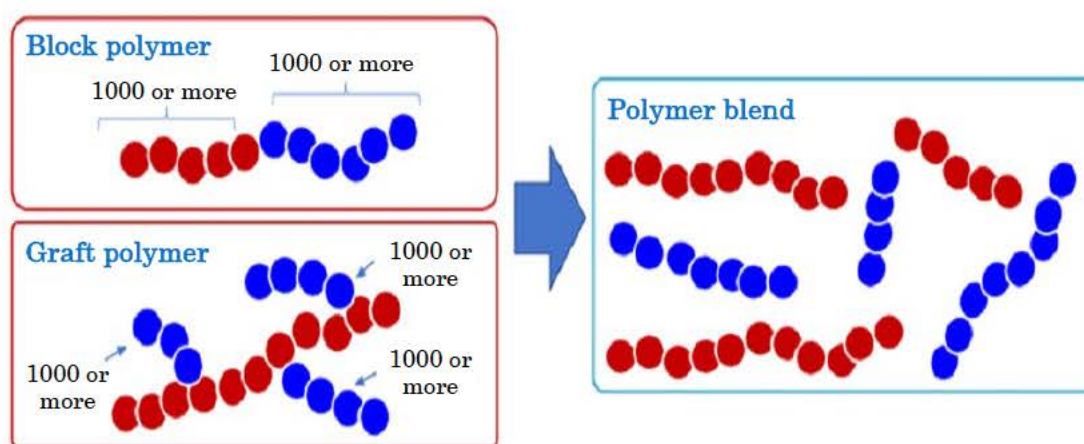 Block polymer
1000 or more
1000 or more
Graft polymer
1000 or
more
1000 or
more
1000 or
more
Polymer blend